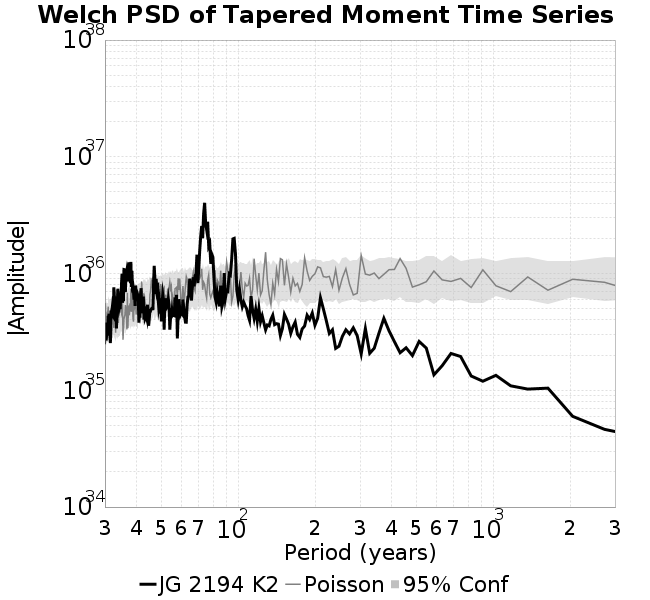 Welch PSD of Tapered Moment Time Series
10^38
10^37
10^36
10^35
10^34
|Amplitude|
3 4 5 6 7 10^2 2 3 4 5 6 7 10^3 2 3
Period (years)
JG 2194 K2 Poisson 95% Conf